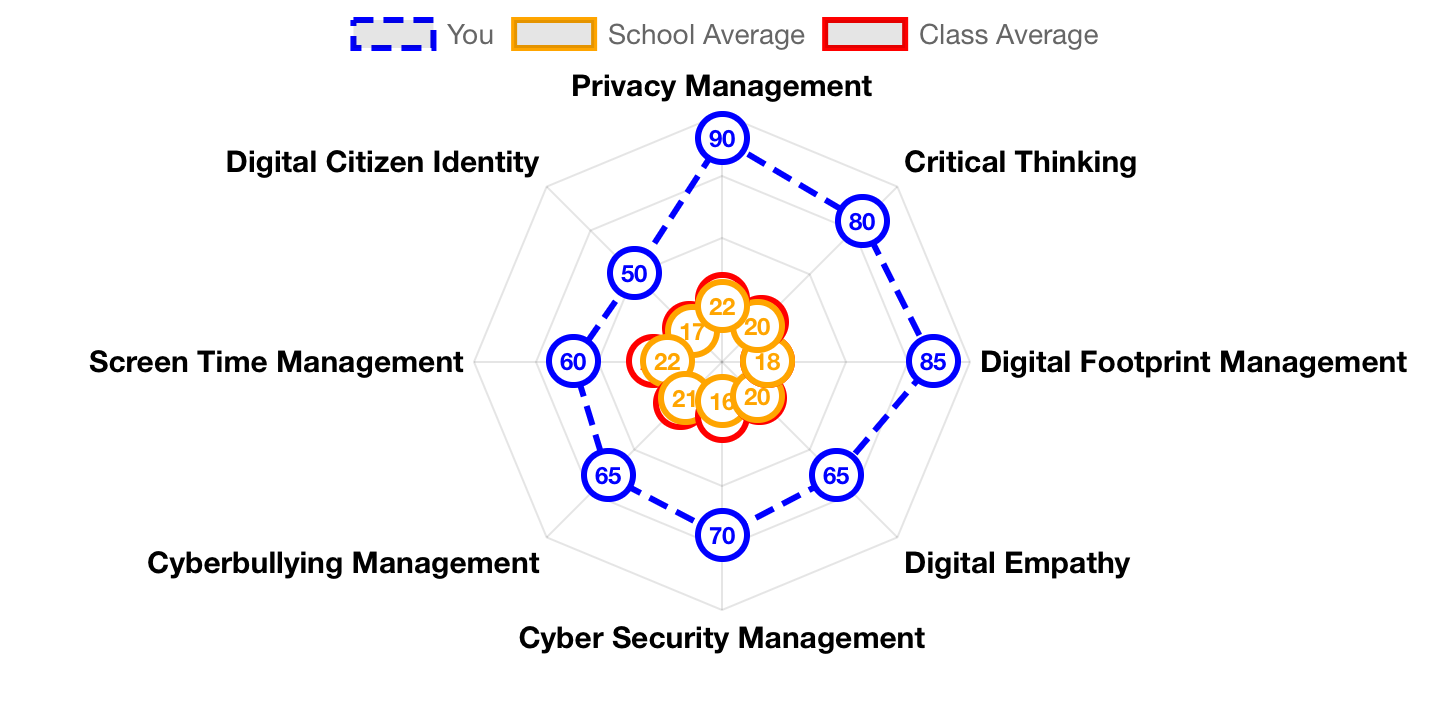 You School Average Class Average
Privacy Management
Digital Citizen Identity Critical Thinking
90
80
50
22
17 20
Screen Time Management 60 22 18 85 Digital Footprint Management
21 16 20
65 65
70
Cyberbullying Management Digital Empathy
Cyber Security Management